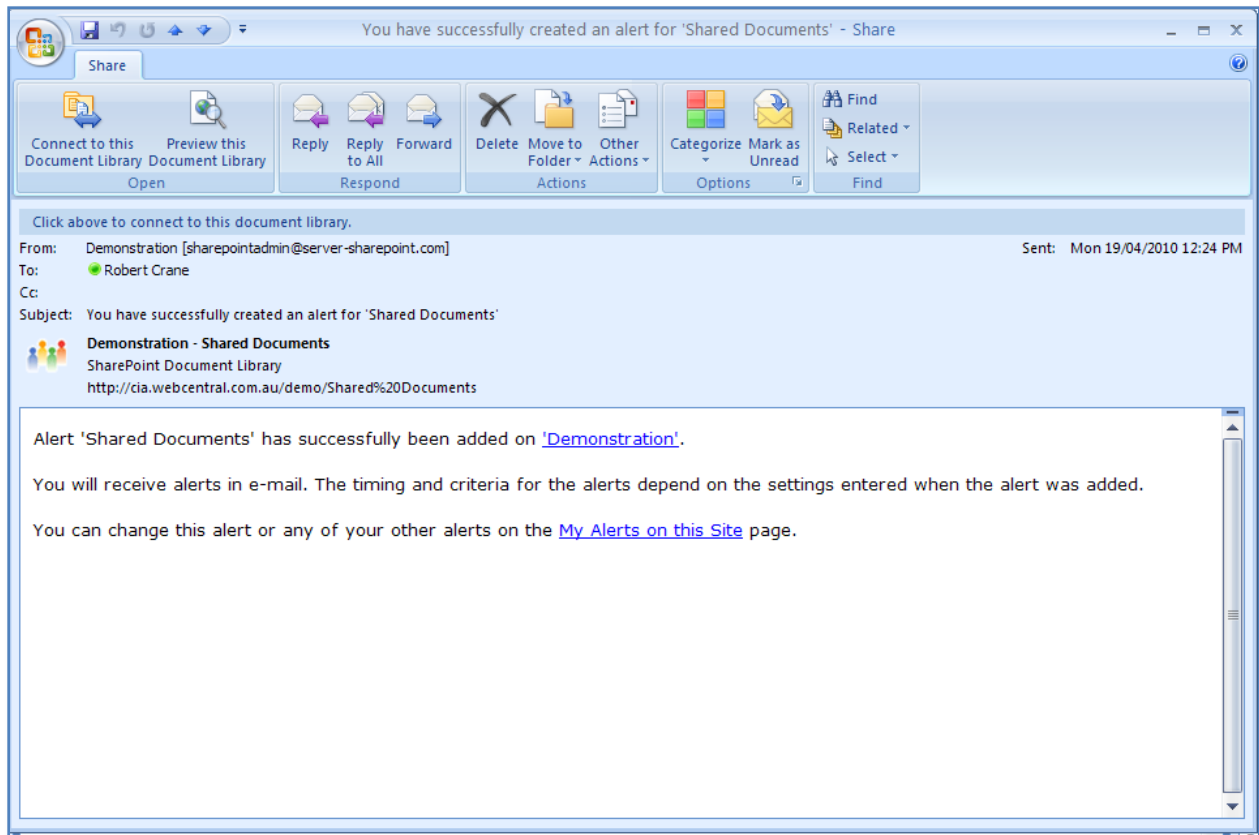 You have successfully created an alert for 'Shared Documents' - Share
Share
Connect to this Document Library
Preview this Document Library
Open
Reply
Reply to All
Forward
Respond
Delete
Move to Folder
Other Actions
Actions
Categorize
Mark as Unread
Options
Find
Related
Select
Find
Click above to connect to this document library.
From: Demonstration [sharepointadmin@server-sharepoint.com] Sent: Mon 19/04/2010 12:24 PM
To: Robert Crane
Cc:
Subject: You have successfully created an alert for 'Shared Documents'
Demonstration - Shared Documents
SharePoint Document Library
http://cia.webcentral.com.au/demo/Shared%20Documents
Alert 'Shared Documents' has successfully been added on 'Demonstration'.
You will receive alerts in e-mail. The timing and criteria for the alerts depend on the settings entered when the alert was added.
You can change this alert or any of your other alerts on the My Alerts on this Site page.